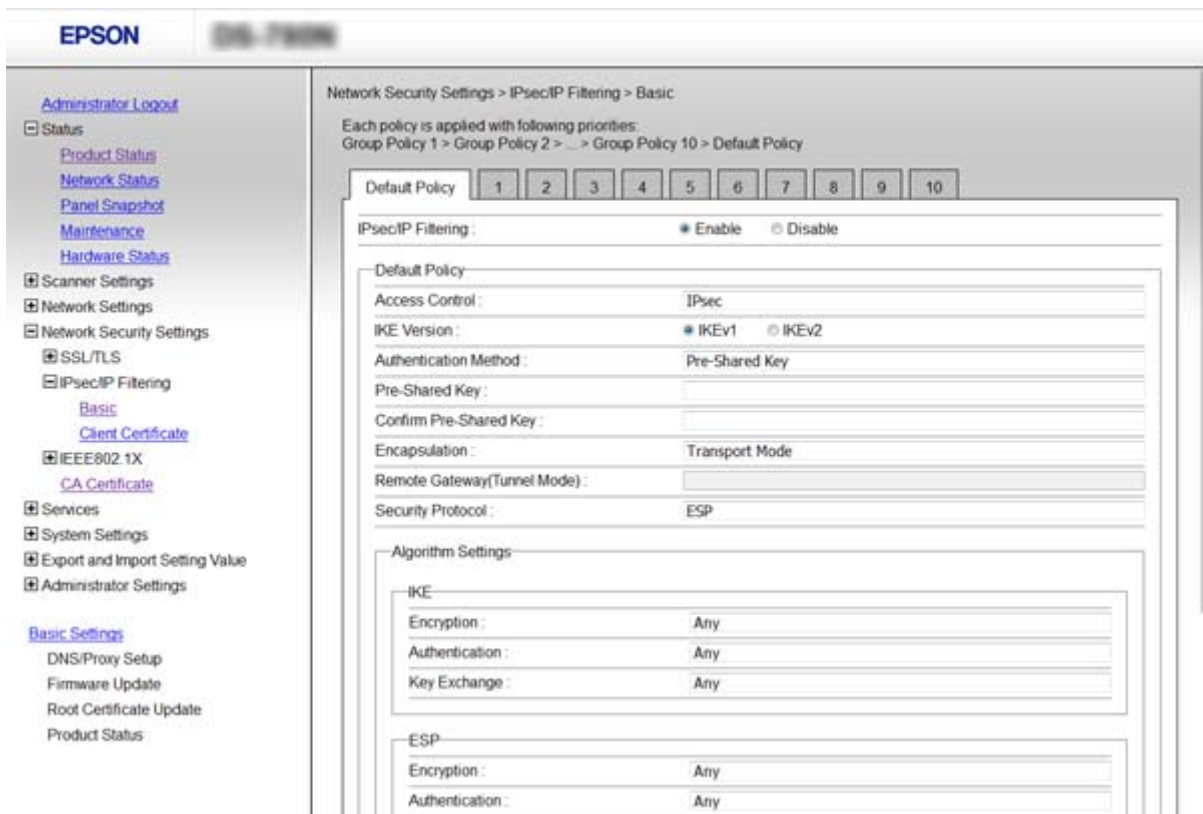 EPSON
Administrator Logout
Status
Product Status
Network Status
Panel Snapshot
Maintenance
Hardware Status
Scanner Settings
Network Settings
Network Security Settings
SSL/TLS
IPsec/IP Filtering
Basic
Client Certificate
IEEE802.1X
CA Certificate
Services
System Settings
Export and Import Setting Value
Administrator Settings
Basic Settings
DNS/Proxy Setup
Firmware Update
Root Certificate Update
Product Status
Network Security Settings > IPsec/IP Filtering > Basic
Each policy is applied with following priorities:
Group Policy 1 > Group Policy 2 > ... > Group Policy 10 > Default Policy
Default Policy 1 2 3 4 5 6 7 8 9 10
IPsec/IP Filtering : Enable Disable
Default Policy
Access Control : IPsec
IKE Version : IKEv1 IKEv2
Authentication Method : Pre-Shared Key
Pre-Shared Key :
Confirm Pre-Shared Key :
Encapsulation : Transport Mode
Remote Gateway(Tunnel Mode) :
Security Protocol : ESP
Algorithm Settings
IKE
Encryption : Any
Authentication : Any
Key Exchange : Any
ESP
Encryption : Any
Authentication : Any